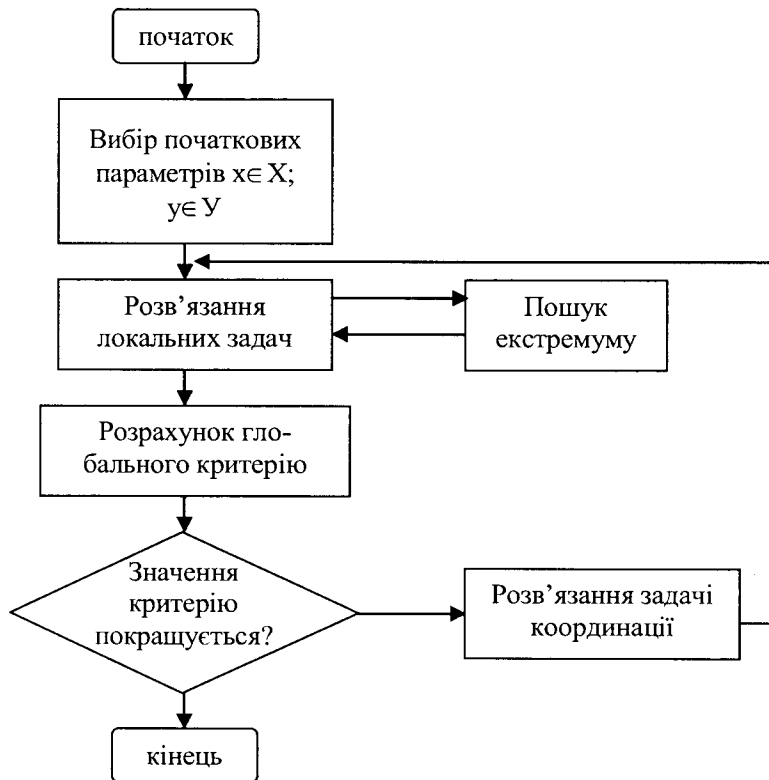 початок
Вибір початкових
параметрів x∈X;
y∈У
Розв’язання
локальних задач
Пошук
екстремуму
Розрахунок гло-
бального критерію
Значення
критерію
покращується?
Розв’язання задачі
координації
кінець